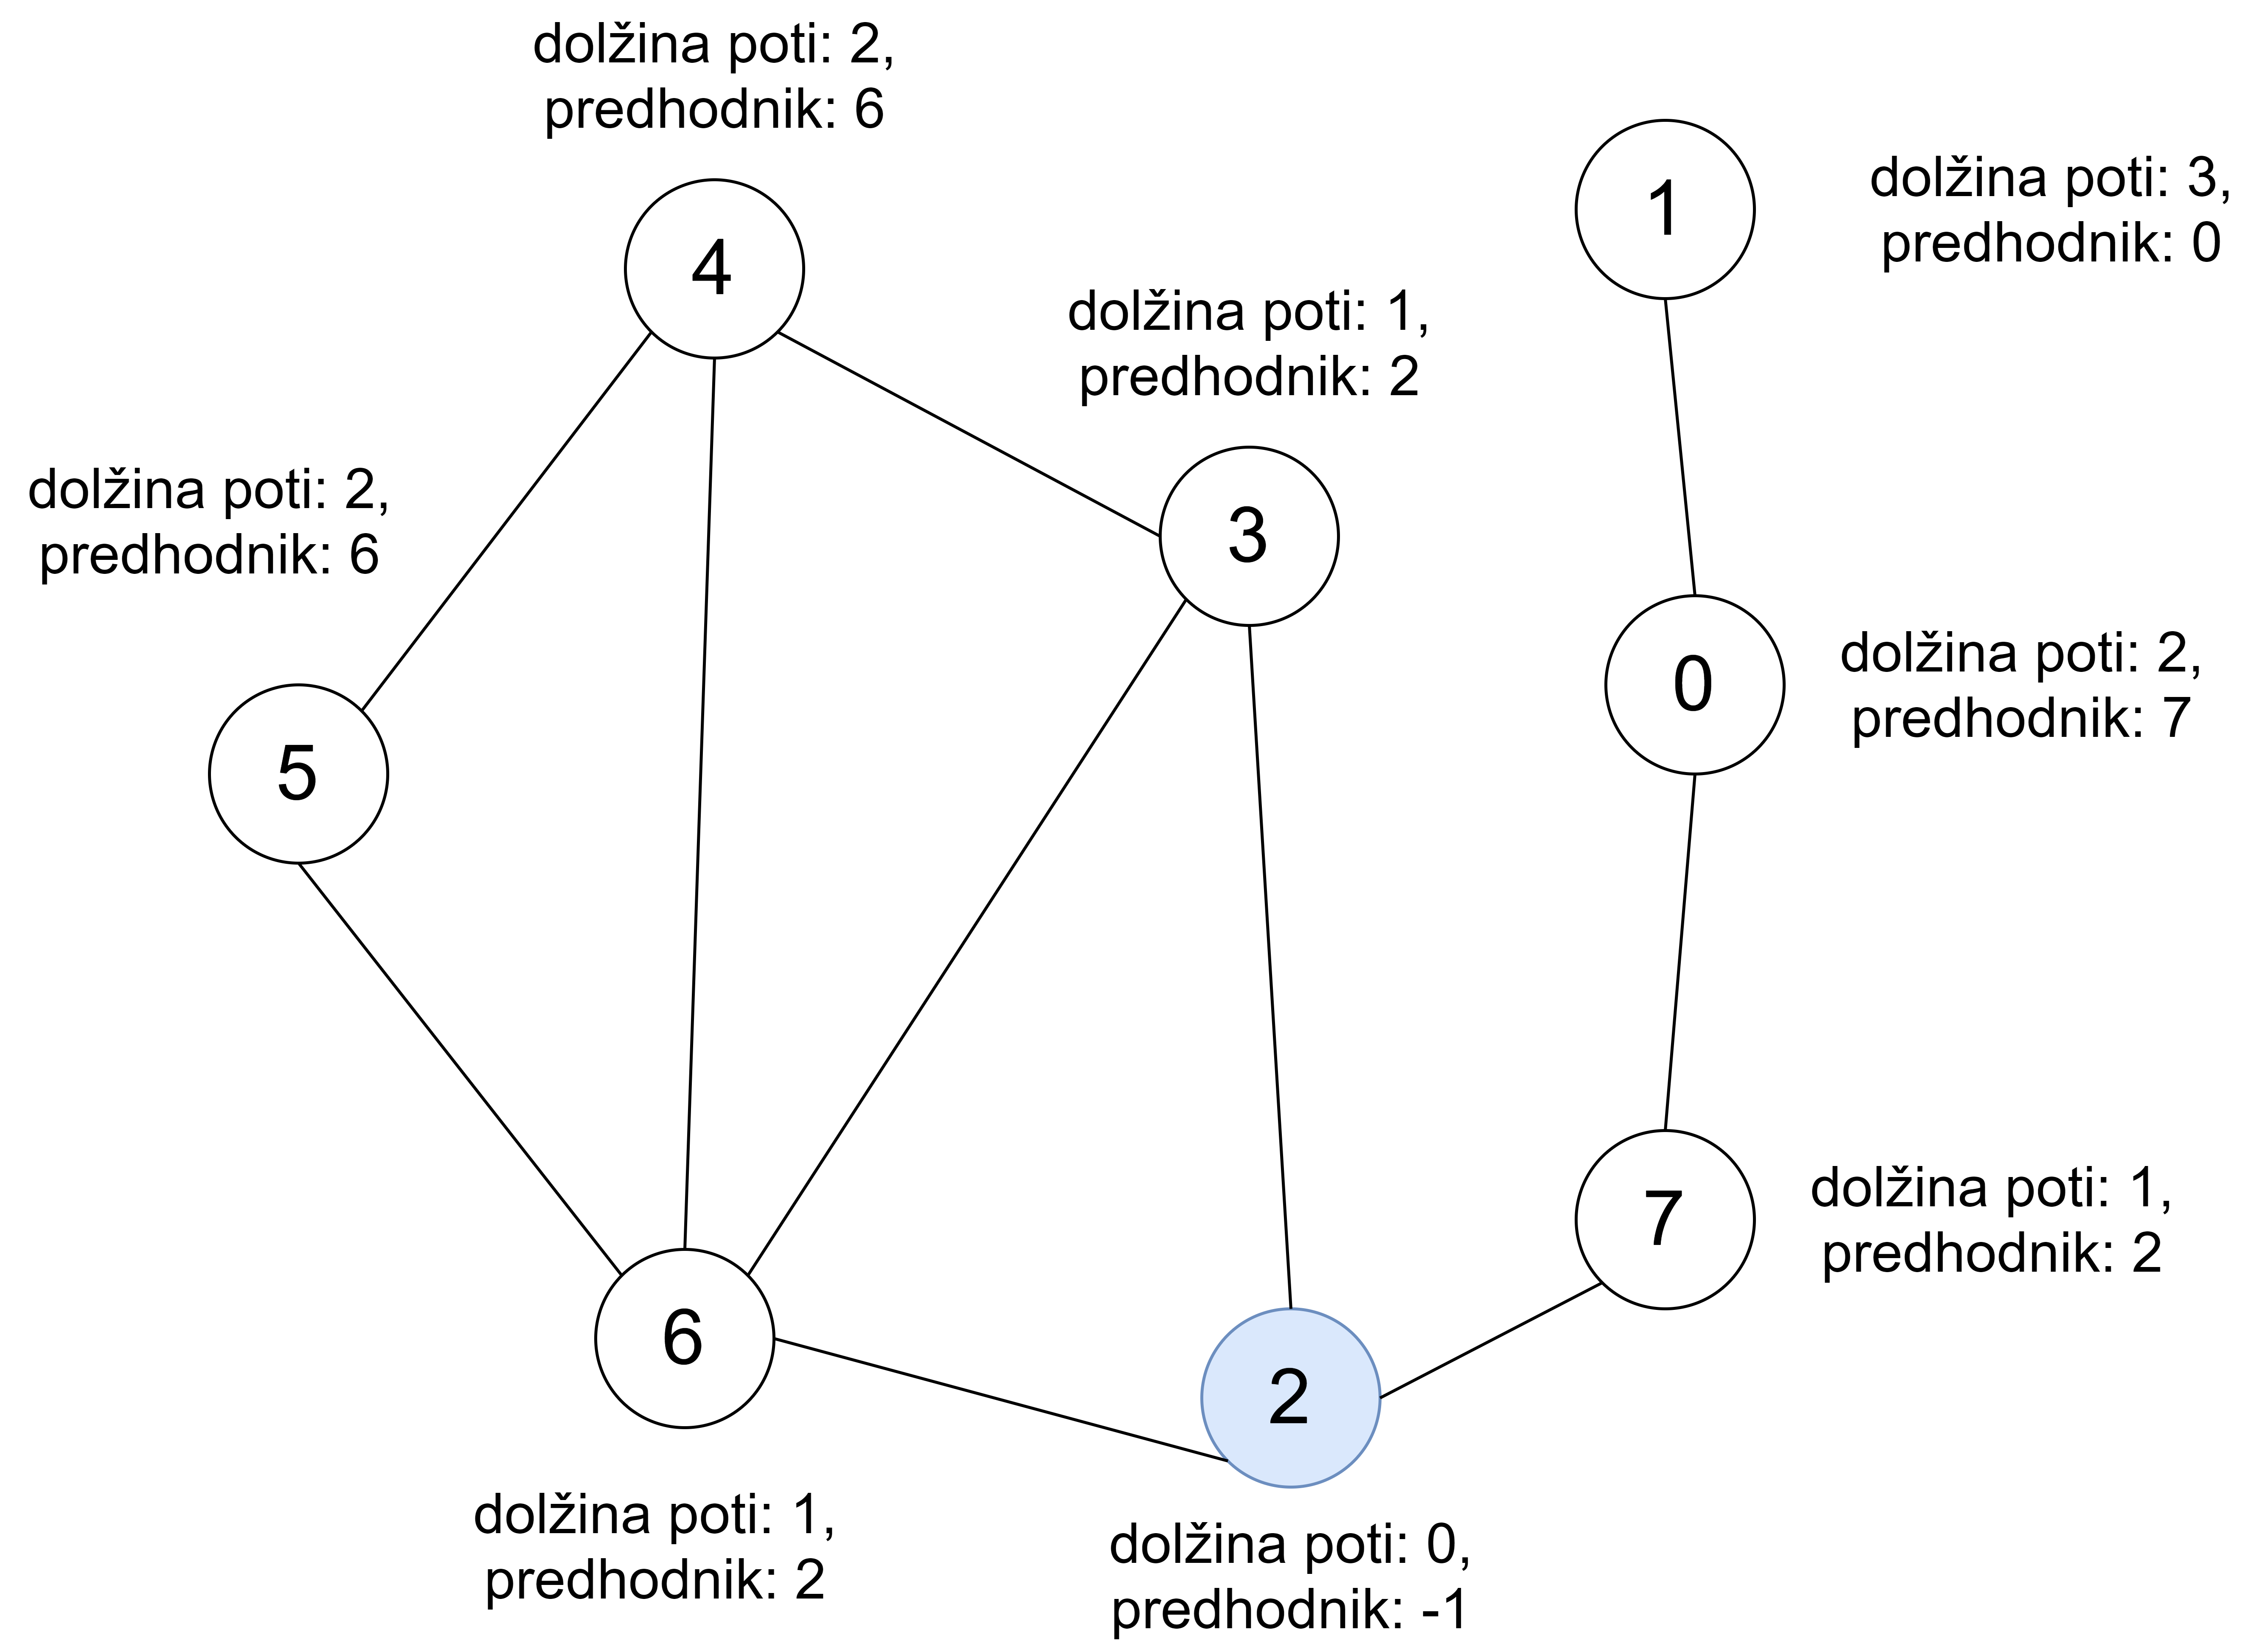 dolžina poti: 2,
predhodnik: 6
4
1
dolžina poti: 3,
predhodnik: 0
dolžina poti: 1,
predhodnik: 2
3
dolžina poti: 2,
predhodnik: 6
5
0
dolžina poti: 2,
predhodnik: 7
7
dolžina poti: 1,
predhodnik: 2
6
dolžina poti: 1,
predhodnik: 2
2
dolžina poti: 0,
predhodnik: -1